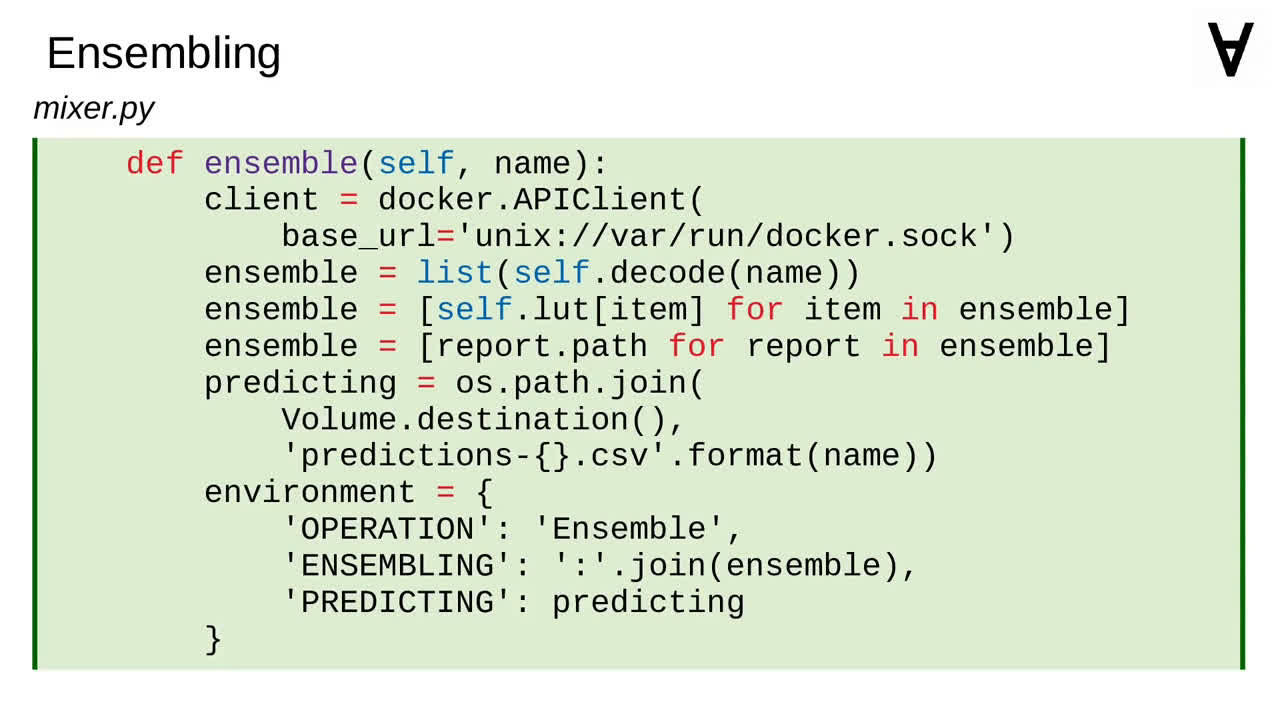 Ensembling
∀
mixer.py
def ensemble(self, name):
client = docker.APIClient(
base_url='unix://var/run/docker.sock')
ensemble = list(self.decode(name))
ensemble = [self.lut[item] for item in ensemble]
ensemble = [report.path for report in ensemble]
predicting = os.path.join(
Volume.destination(),
'predictions-{}.csv'.format(name))
environment = {
'OPERATION': 'Ensemble',
'ENSEMBLING': ':'.join(ensemble),
'PREDICTING': predicting
}